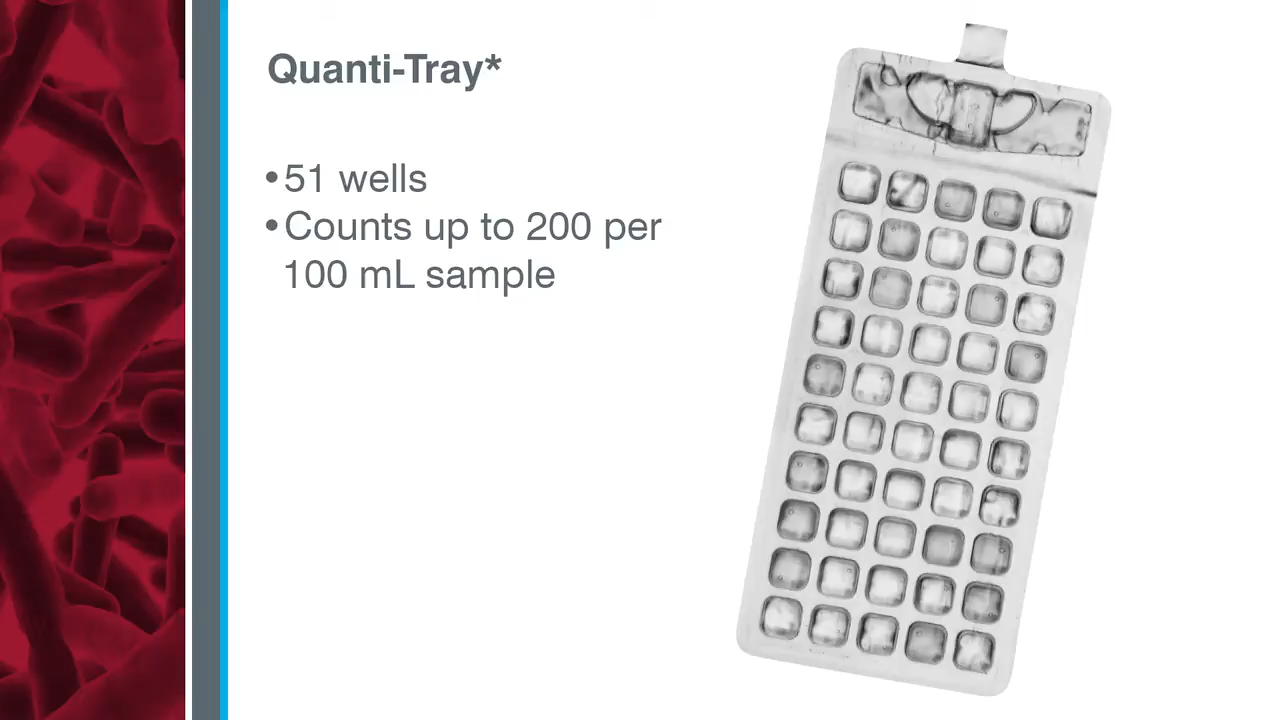 Quanti-Tray*
•51 wells
•Counts up to 200 per
100 mL sample